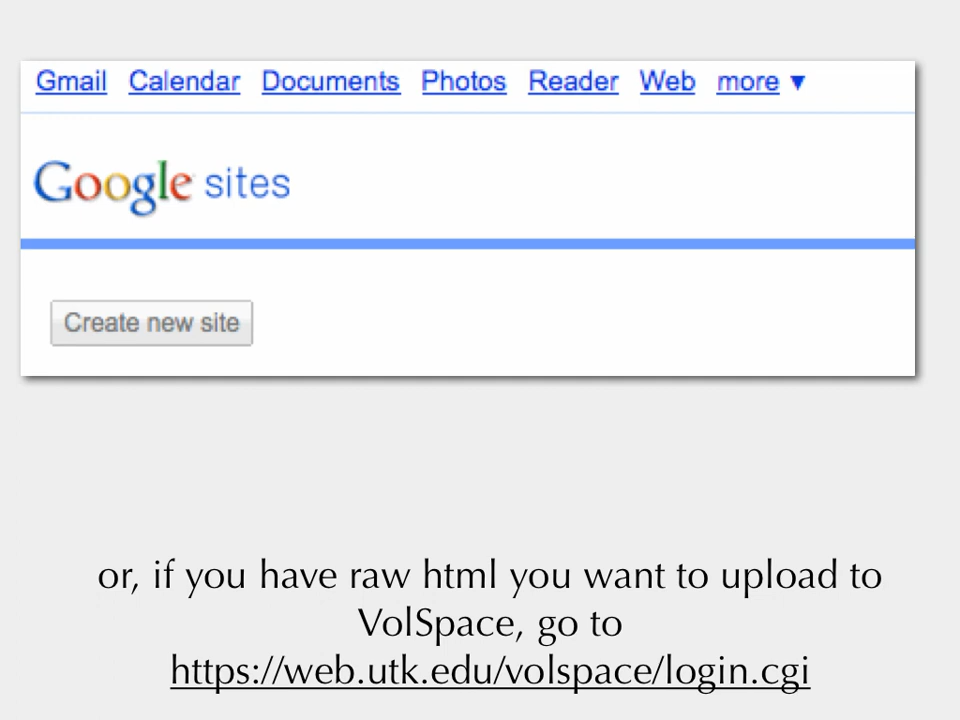 Gmail Calendar Documents Photos Reader Web more ▼
Google sites
Create new site
or, if you have raw html you want to upload to
VolSpace, go to
https://web.utk.edu/volspace/login.cgi